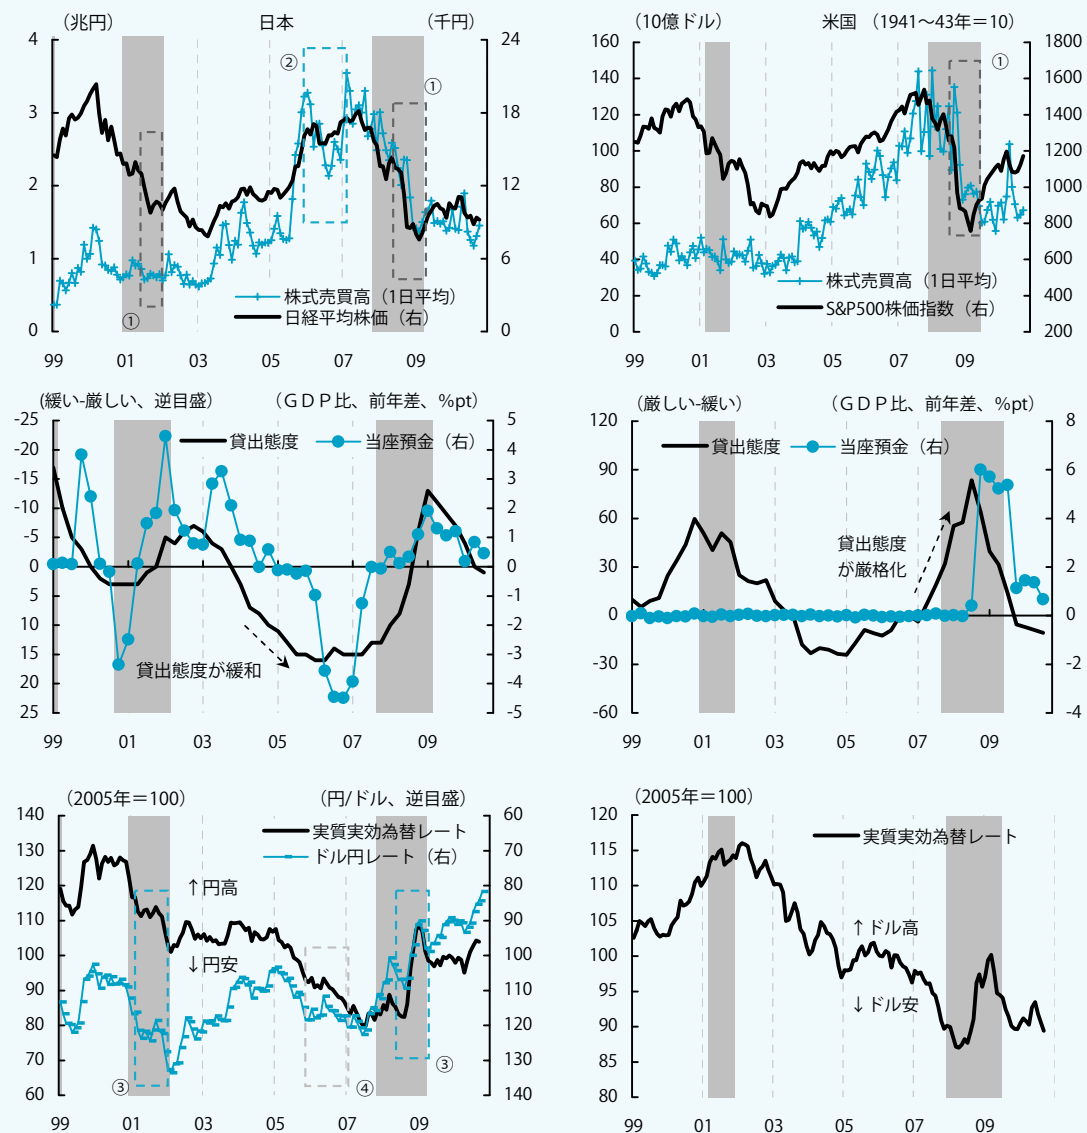 （兆円）　日本　（千円）
4　24
3　18
2　12
1　6
0　0
②
①
①
株式売買高（1日平均）
日経平均株価（右）
99　01　03　05　07　09
（10億ドル）　米国　（1941～43年＝10）
160　1800
140　1600
120　1400
100　1200
80　1000
60　800
40　600
20　400
0　200
①
株式売買高（1日平均）
S&P500株価指数（右）
99　01　03　05　07　09
(緩い-厳しい、逆目盛）　（ＧＤＰ比、前年差、%pt）
貸出態度　当座預金（右）
-25　5
-20　4
-15　3
-10　2
-5　1
0　0
5　-1
10　-2
15　-3
20　-4
25　-5
貸出態度が緩和
99　01　03　05　07　09
（厳しい-緩い）　（ＧＤＰ比、前年差、%pt）
貸出態度　当座預金（右）
120　8
90　6
60　4
30　2
0　0
-30　-2
-60　-4
貸出態度
が厳格化
99　01　03　05　07　09
（2005年＝100）　（円/ドル、逆目盛）
実質実効為替レート
ドル円レート（右）
140　60
130　70
120　80
110　90
100　100
90　110
80　120
70　130
60　140
↑円高
↓円安
③
④
③
99　01　03　05　07　09
（2005年＝100）
実質実効為替レート
120
115
110
105
100
95
90
85
80
↑ドル高
↓ドル安
99　01　03　05　07　09